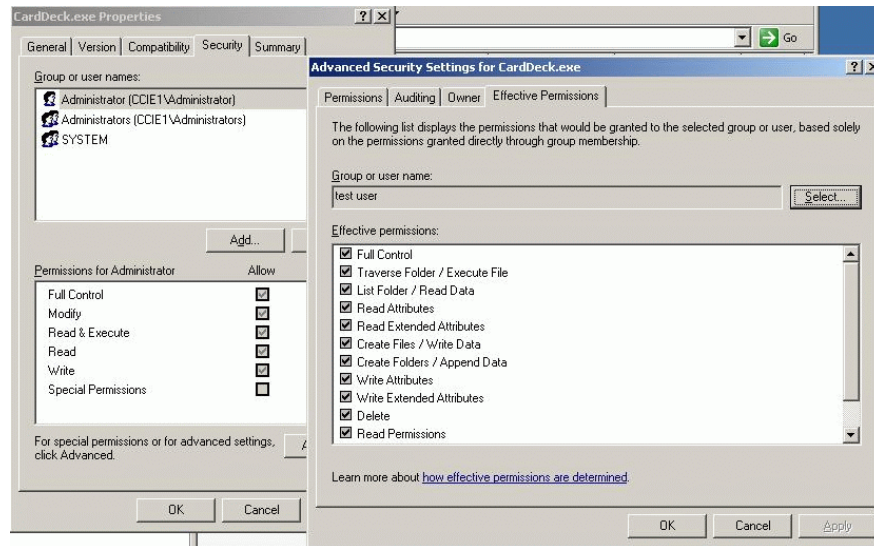 CardDeck.exe Properties
General Version Compatibility Security Summary
Group or user names:
Administrator (CCIE1\Administrator)
Administrators (CCIE1\Administrators)
SYSTEM
Add...
Permissions for Administrator Allow
Full Control
Modify
Read & Execute
Read
Write
Special Permissions
For special permissions or for advanced settings,
click Advanced.
OK Cancel
Go
Advanced Security Settings for CardDeck.exe
Permissions Auditing Owner Effective Permissions
The following list displays the permissions that would be granted to the selected group or user, based solely
on the permissions granted directly through group membership.
Group or user name:
test user
Select...
Effective permissions:
Full Control
Traverse Folder / Execute File
List Folder / Read Data
Read Attributes
Read Extended Attributes
Create Files / Write Data
Create Folders / Append Data
Write Attributes
Write Extended Attributes
Delete
Read Permissions
Learn more about how effective permissions are determined.
OK Cancel Apply